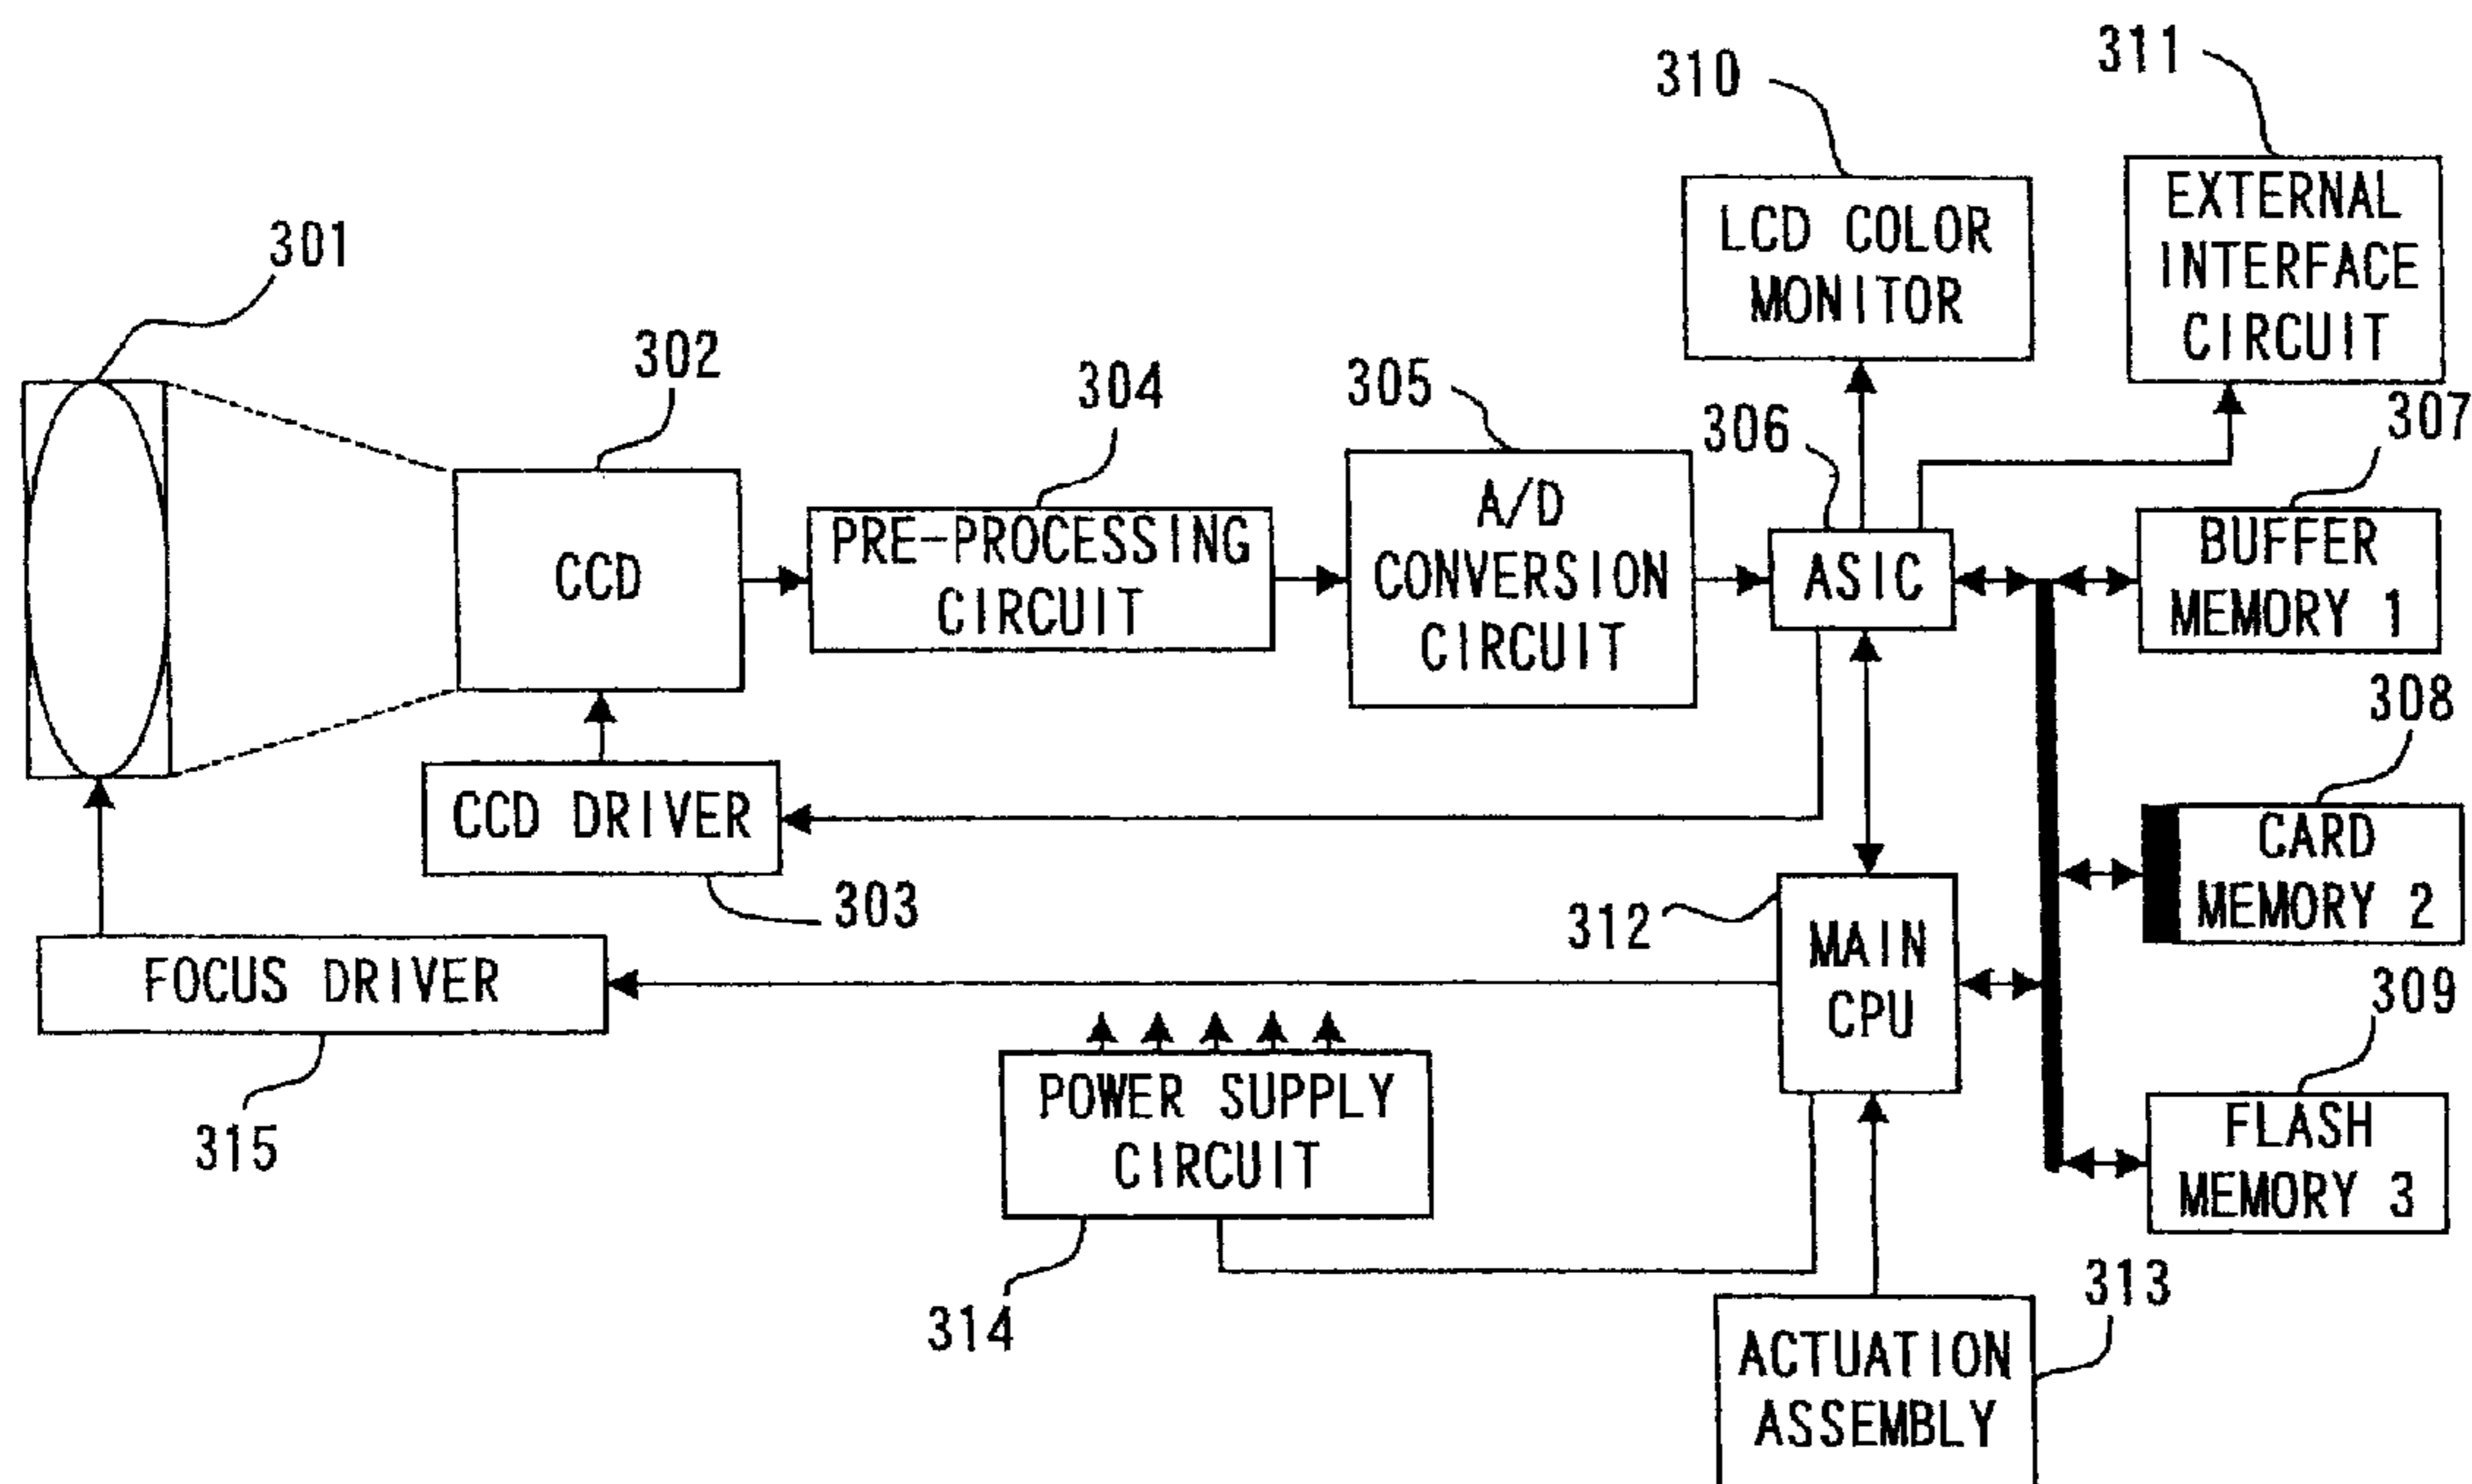 311
310
EXTERNAL
INTERFACE
CIRCUIT
LCD COLOR
MONITOR
301
302
304
305
306
307
CCD
PRE-PROCESSING
CIRCUIT
A/D
CONVERSION
CIRCUIT
ASIC
BUFFER
MEMORY 1
308
CCD DRIVER
303
CARD
MEMORY 2
312
MAIN
CPU
FOCUS DRIVER
309
315
POWER SUPPLY
CIRCUIT
FLASH
MEMORY 3
314
313
ACTUATION
ASSEMBLY